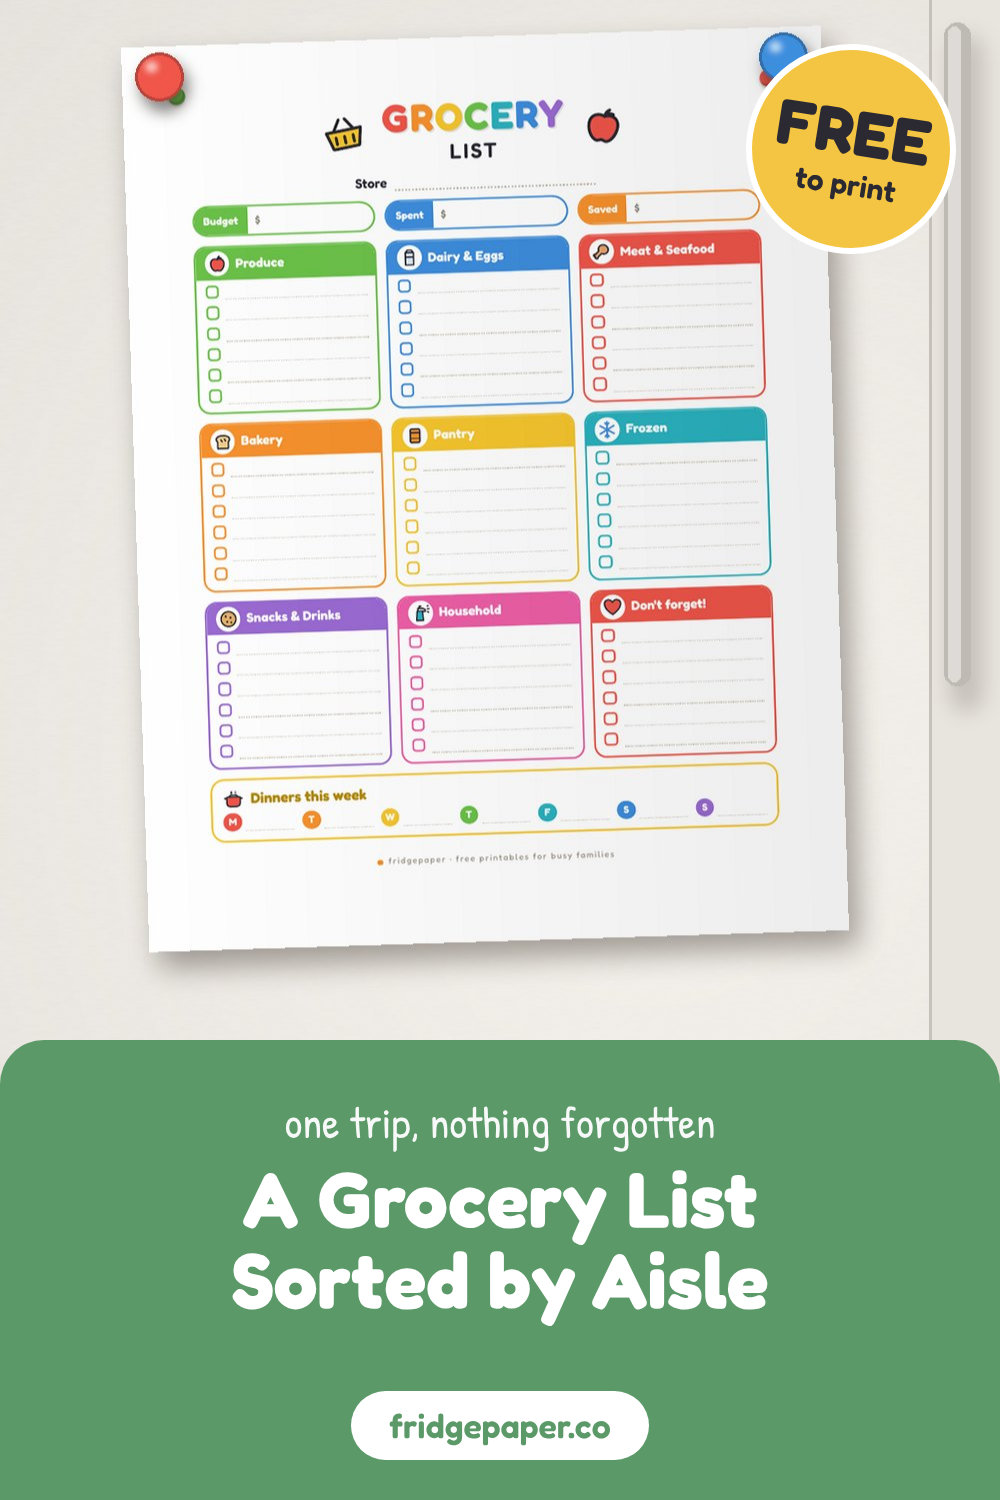 GROCERY
LIST
FREE
to print
Store
Budget $
Spent $
Saved $
Produce
Dairy & Eggs
Meat & Seafood
Bakery
Pantry
Frozen
Snacks & Drinks
Household
Don't forget!
Dinners this week
M T W T F S S
fridgepaper · free printables for busy families
one trip, nothing forgotten
A Grocery List
Sorted by Aisle
fridgepaper.co